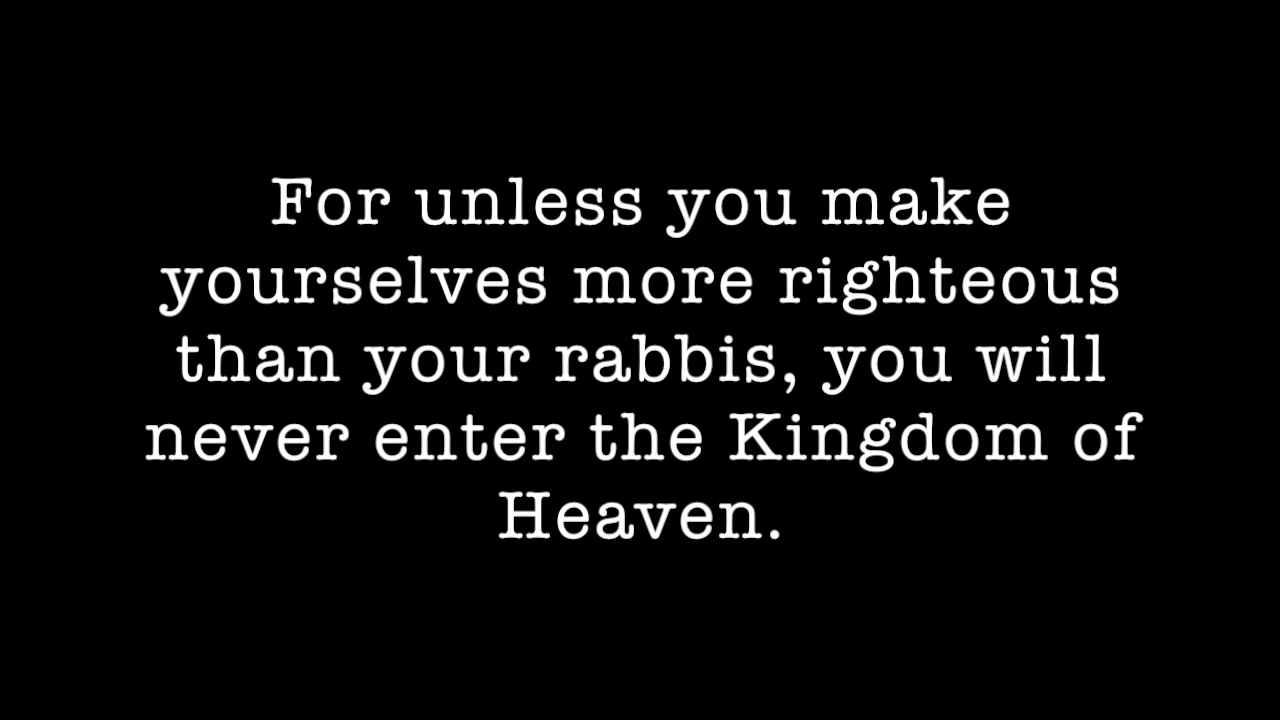 For unless you make
yourselves more righteous
than your rabbis, you will
never enter the Kingdom of
Heaven.